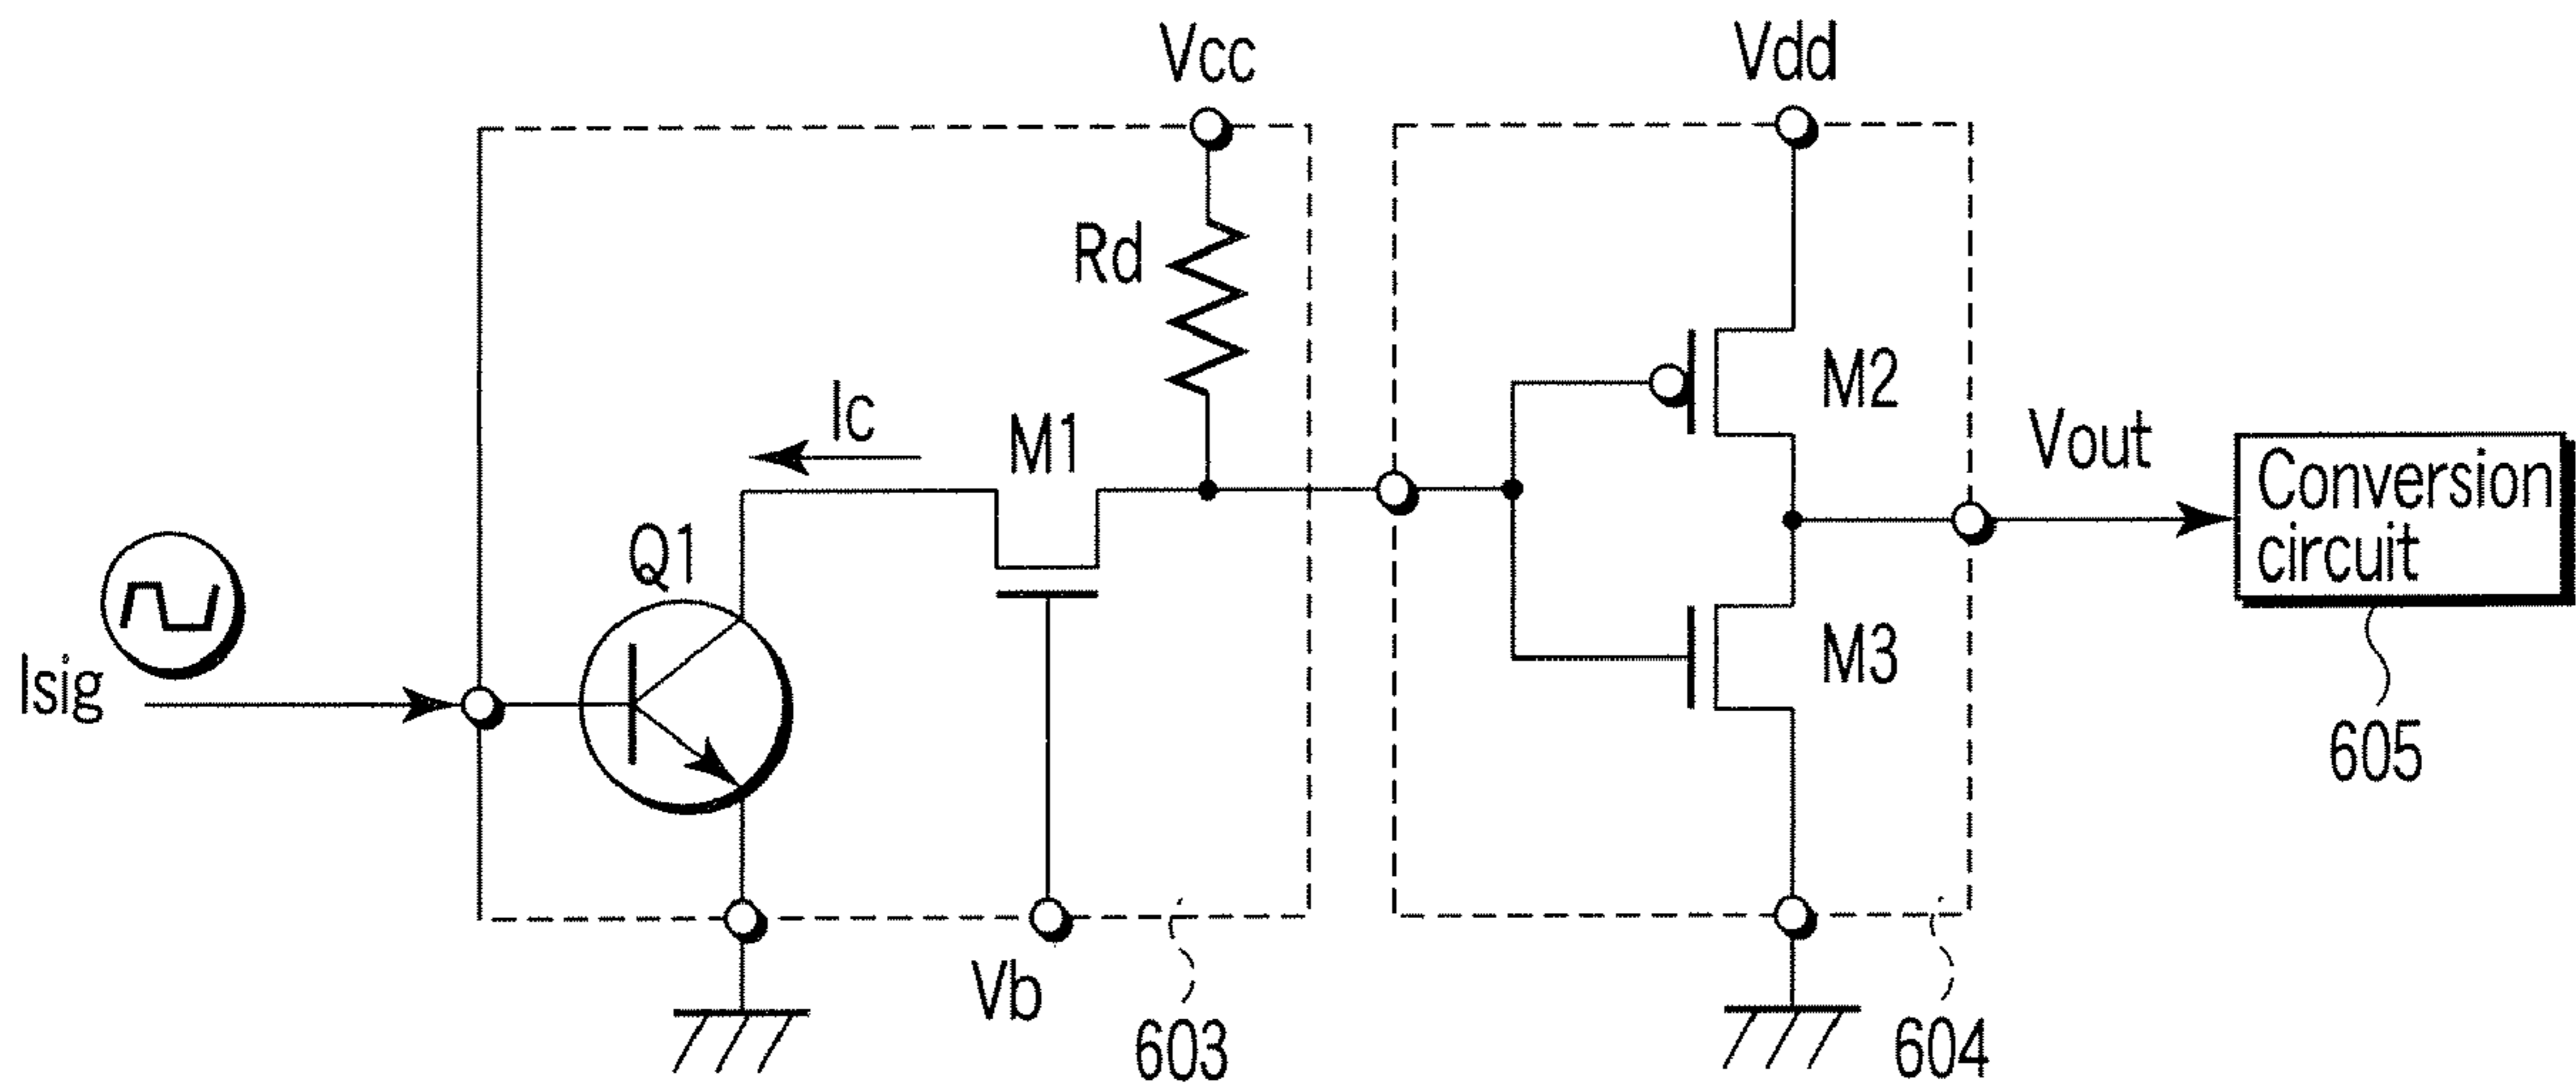 Vcc
Vdd
Rd
Ic
M1
M2
Vout
Conversion
circuit
Q1
Isig
M3
605
Vb
603
604